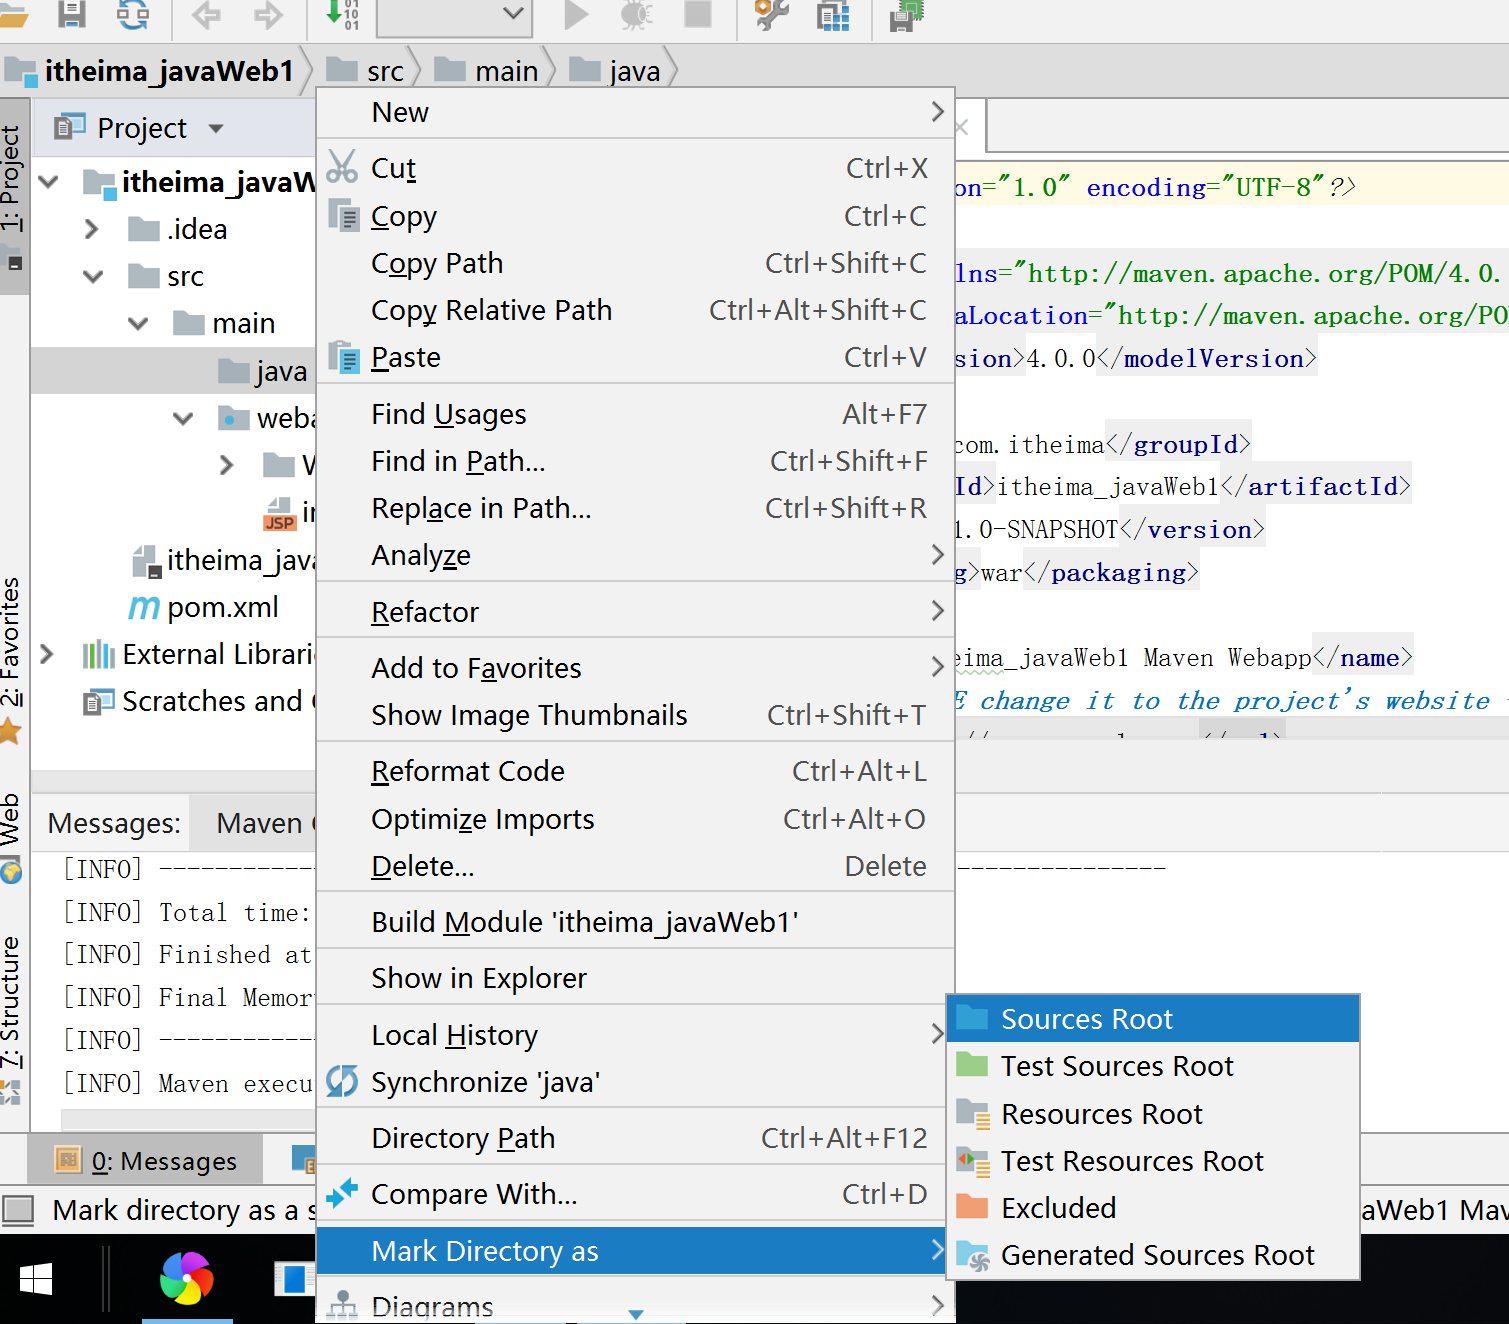 itheima_javaWeb1 src main java
Project
1: Project
itheima_javaW
.idea
src
main
java
weba
W
JSP
itheima_java
pom.xml
External Librari
Scratches and
2: Favorites
Web
7: Structure
New
Cut Ctrl+X
Copy Ctrl+C
Copy Path Ctrl+Shift+C
Copy Relative Path Ctrl+Alt+Shift+C
Paste Ctrl+V
Find Usages Alt+F7
Find in Path... Ctrl+Shift+F
Replace in Path... Ctrl+Shift+R
Analyze
Refactor
Add to Favorites
Show Image Thumbnails Ctrl+Shift+T
Reformat Code Ctrl+Alt+L
Optimize Imports Ctrl+Alt+O
Delete... Delete
Build Module 'itheima_javaWeb1'
Show in Explorer
Local History
Synchronize 'java'
Directory Path Ctrl+Alt+F12
Compare With... Ctrl+D
Mark Directory as
Diagrams
Sources Root
Test Sources Root
Resources Root
Test Resources Root
Excluded
Generated Sources Root
on="1.0" encoding="UTF-8"?>
lns="http://maven.apache.org/POM/4.0.
aLocation="http://maven.apache.org/PO
sion>4.0.0</modelVersion>
com.itheima</groupId>
Id>itheima_javaWeb1</artifactId>
1.0-SNAPSHOT</version>
g>war</packaging>
eima_javaWeb1 Maven Webapp</name>
E change it to the project's website
Messages: Maven
[INFO] ------------
[INFO] Total time:
[INFO] Finished at
[INFO] Final Memor
[INFO] ------------
[INFO] Maven execu
0: Messages
Mark directory as a s
aWeb1 Mav